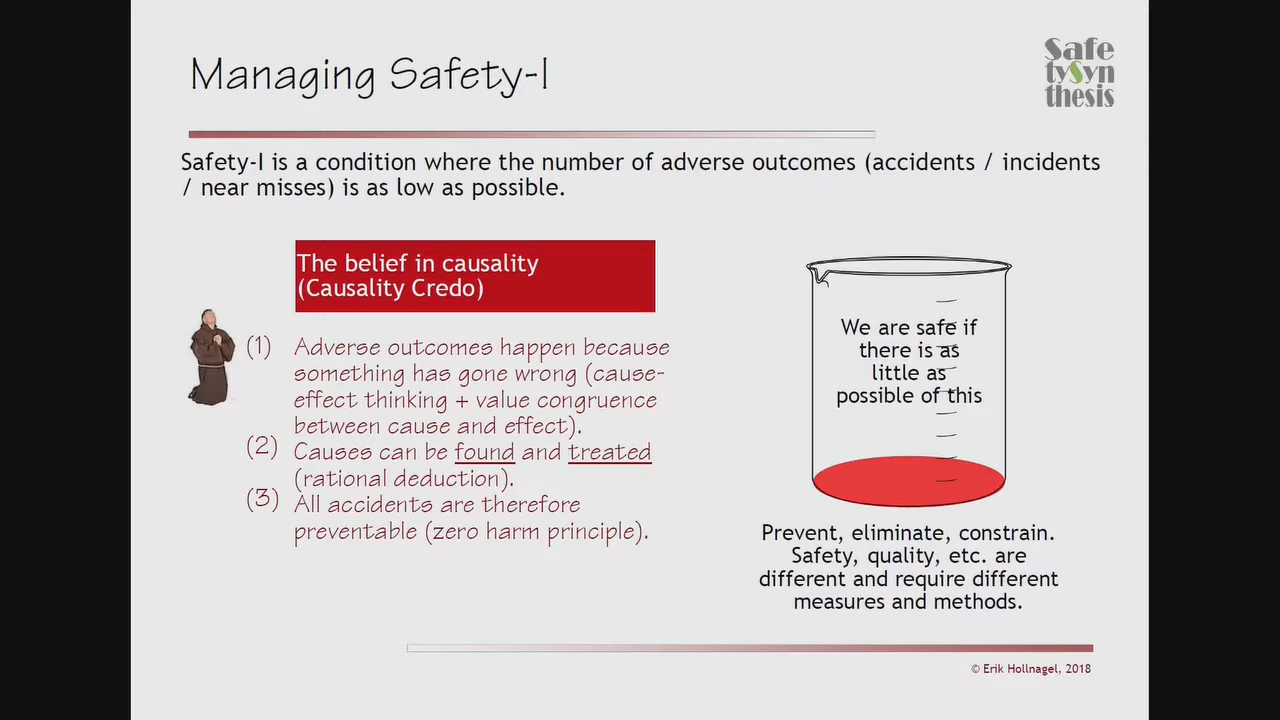 Managing Safety-I
Safe
tySyn
thesis
Safety-I is a condition where the number of adverse outcomes (accidents / incidents
/ near misses) is as low as possible.
The belief in causality
(Causality Credo)
(1) Adverse outcomes happen because
something has gone wrong (cause-
effect thinking + value congruence
between cause and effect).
(2) Causes can be found and treated
(rational deduction).
(3) All accidents are therefore
preventable (zero harm principle).
We are safe if
there is as
little as
possible of this
Prevent, eliminate, constrain.
Safety, quality, etc. are
different and require different
measures and methods.
© Erik Hollnagel, 2018